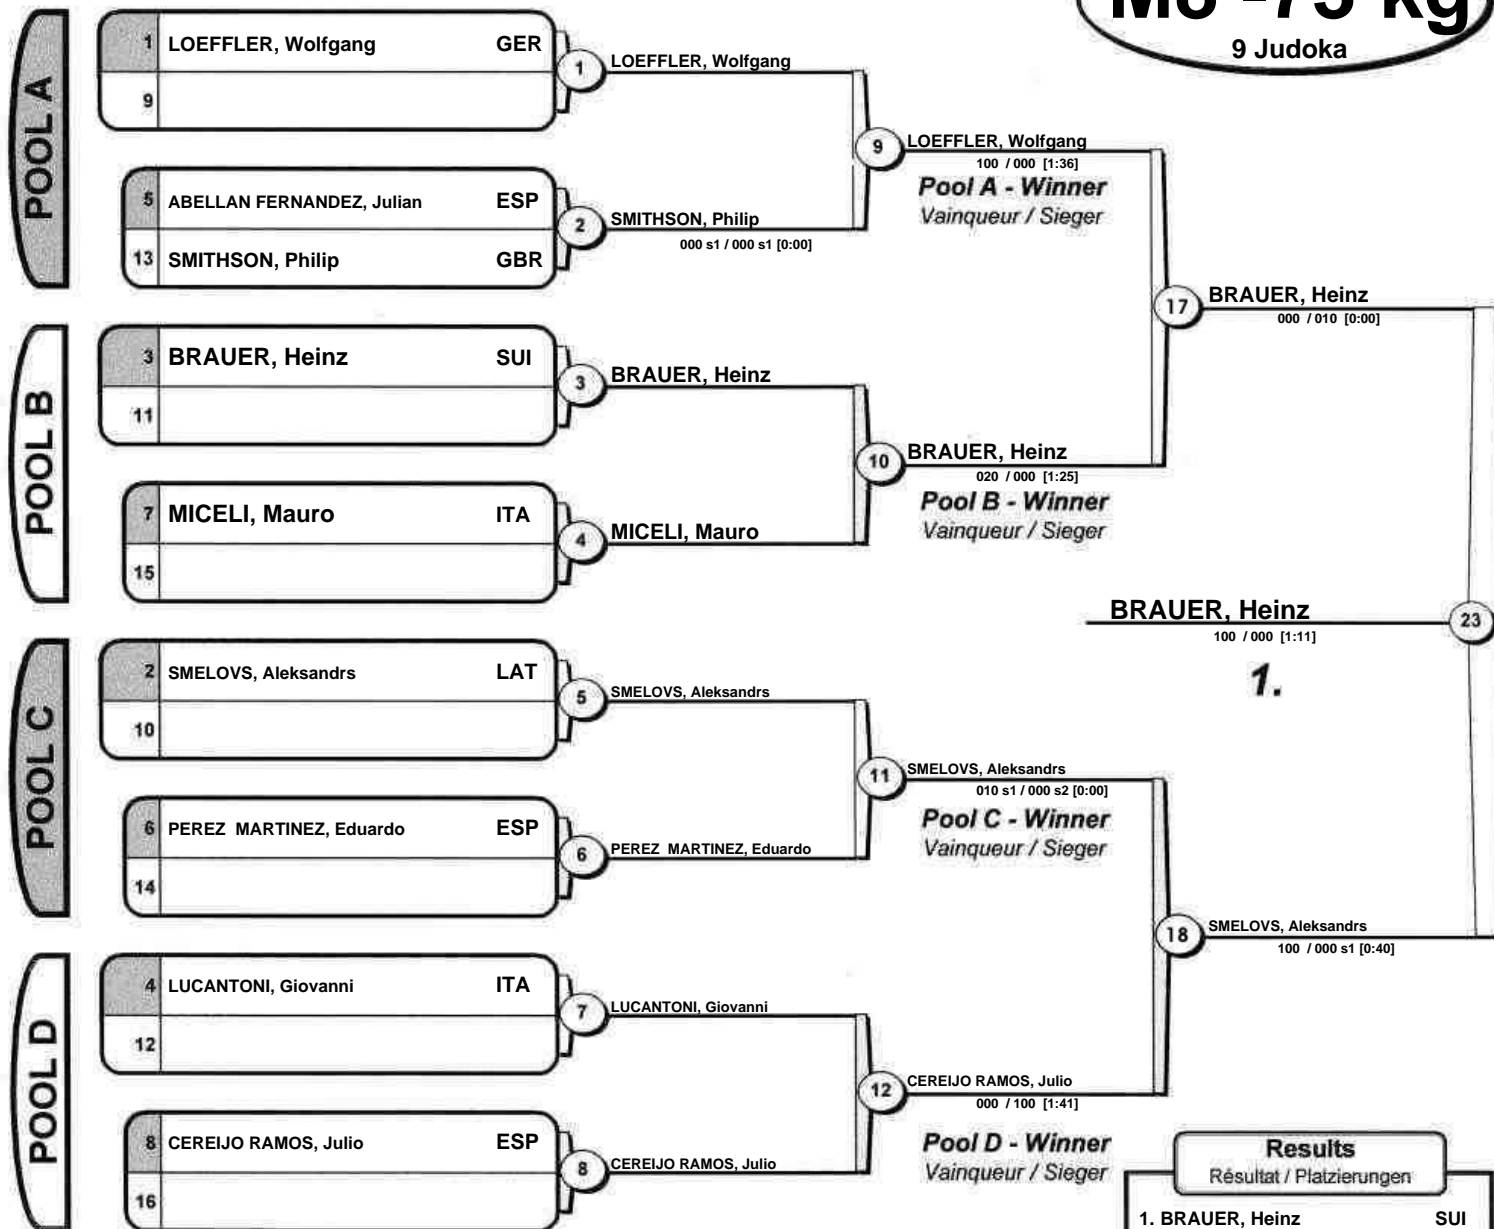 M8 -73 kg
9 Judoka
POOL A
1 LOEFFLER, Wolfgang GER
9
5 ABELLAN FERNANDEZ, Julian ESP
13 SMITHSON, Philip GBR
1 LOEFFLER, Wolfgang
2 SMITHSON, Philip
000 s1 / 000 s1 [0:00]
9 LOEFFLER, Wolfgang
100 / 000 [1:36]
Pool A - Winner
Vainqueur / Sieger
POOL B
3 BRAUER, Heinz SUI
11
7 MICELI, Mauro ITA
15
3 BRAUER, Heinz
4 MICELI, Mauro
10 BRAUER, Heinz
020 / 000 [1:25]
Pool B - Winner
Vainqueur / Sieger
17 BRAUER, Heinz
000 / 010 [0:00]
BRAUER, Heinz 23
100 / 000 [1:11]
1.
POOL C
2 SMELOVS, Aleksandrs LAT
10
6 PEREZ MARTINEZ, Eduardo ESP
14
5 SMELOVS, Aleksandrs
6 PEREZ MARTINEZ, Eduardo
11 SMELOVS, Aleksandrs
010 s1 / 000 s2 [0:00]
Pool C - Winner
Vainqueur / Sieger
18 SMELOVS, Aleksandrs
100 / 000 s1 [0:40]
POOL D
4 LUCANTONI, Giovanni ITA
12
8 CEREIJO RAMOS, Julio ESP
16
7 LUCANTONI, Giovanni
8 CEREIJO RAMOS, Julio
12 CEREIJO RAMOS, Julio
000 / 100 [1:41]
Pool D - Winner
Vainqueur / Sieger
Results
Résultat / Platzierungen
1. BRAUER, Heinz SUI